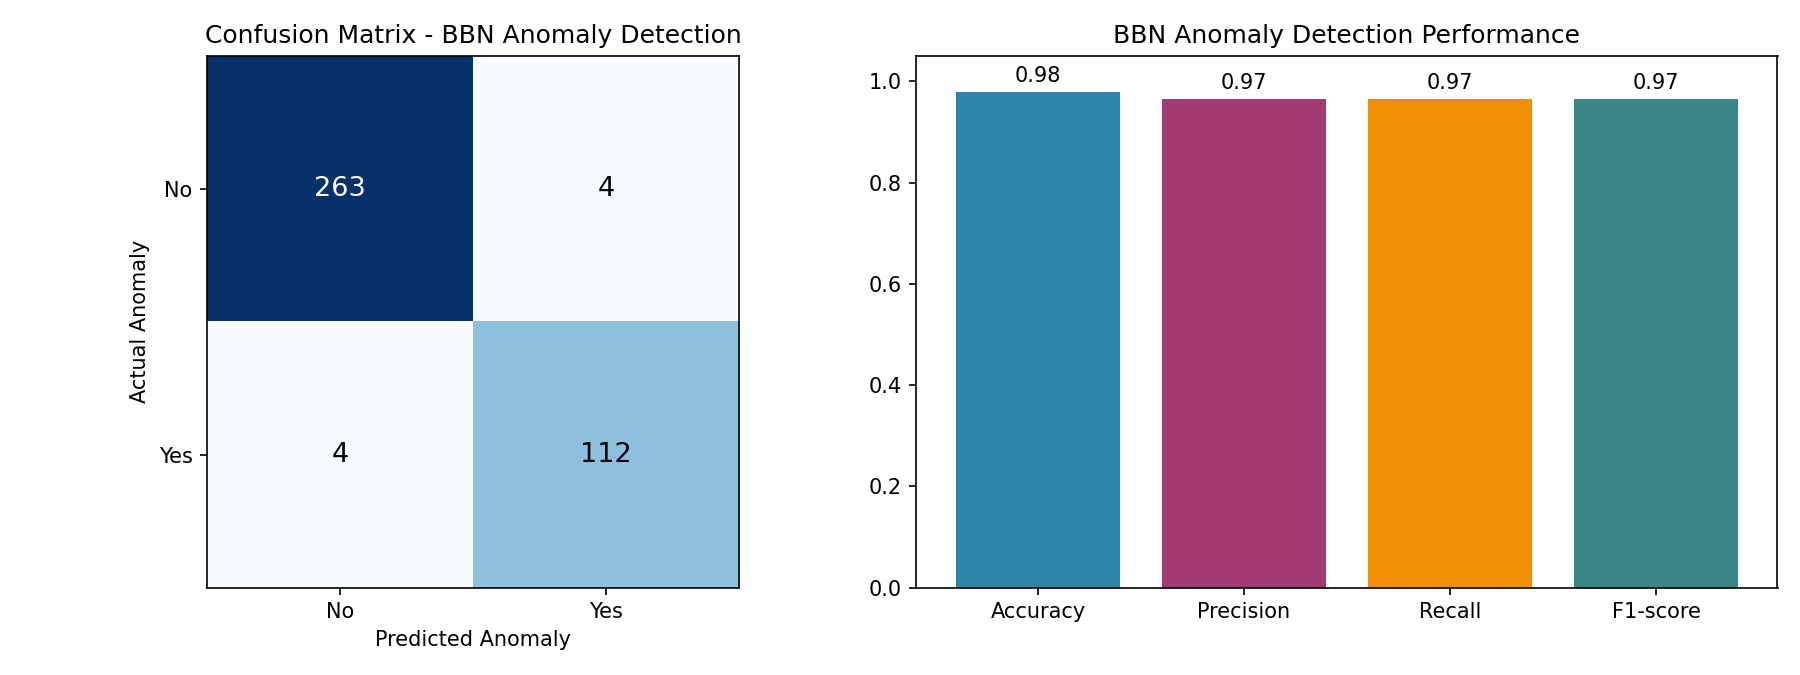 Confusion Matrix - BBN Anomaly Detection
Actual Anomaly
No
263
4
Yes
4
112
No
Yes
Predicted Anomaly
BBN Anomaly Detection Performance
1.0
0.8
0.6
0.4
0.2
0.0
0.98
0.97
0.97
0.97
Accuracy
Precision
Recall
F1-score